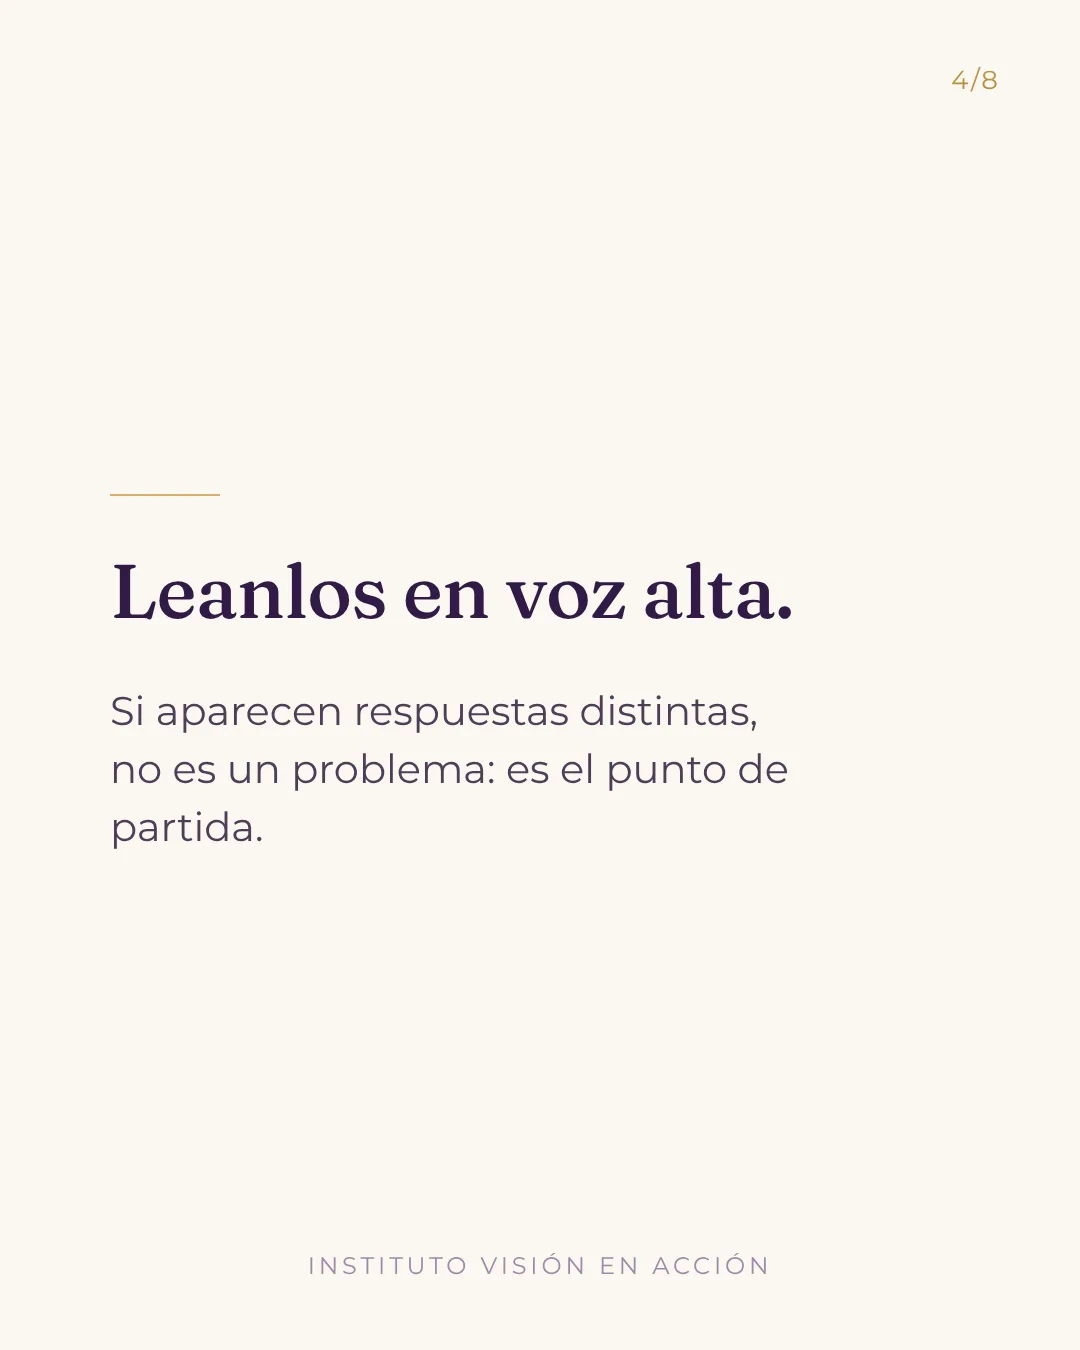 4/8
Leanlos en voz alta.
Si aparecen respuestas distintas,
no es un problema: es el punto de
partida.
INSTITUTO VISIÓN EN ACCIÓN